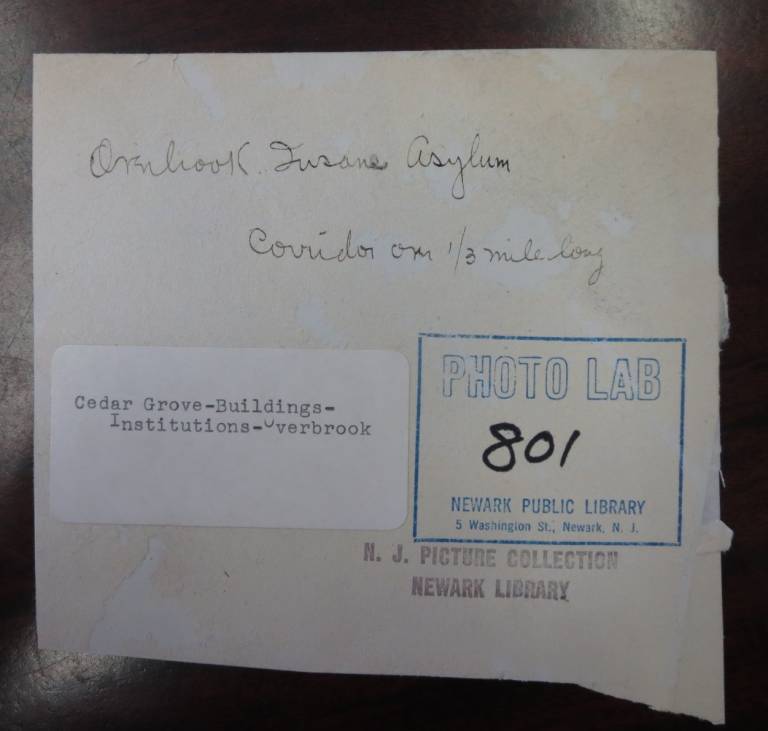 Overbrook Insane Asylum
Corridor over 1/3 mile long
Cedar Grove-Buildings-
Institutions-Overbrook
PHOTO LAB
801
NEWARK PUBLIC LIBRARY
5 Washington St., Newark, N. J.
N. J. PICTURE COLLECTION
NEWARK LIBRARY